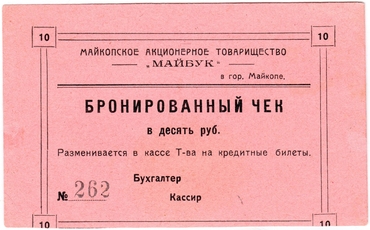 10 10
МАЙКОПСКОЕ АКЦИОНЕРНОЕ ТОВАРИЩЕСТВО
„МАЙБУК"
в гор. Майкопе.
БРОНИРОВАННЫЙ ЧЕК
в десять руб.
Разменивается в кассе Т-ва на кредитные билеты.
Бухгалтер
№ 262
Кассир
10 10